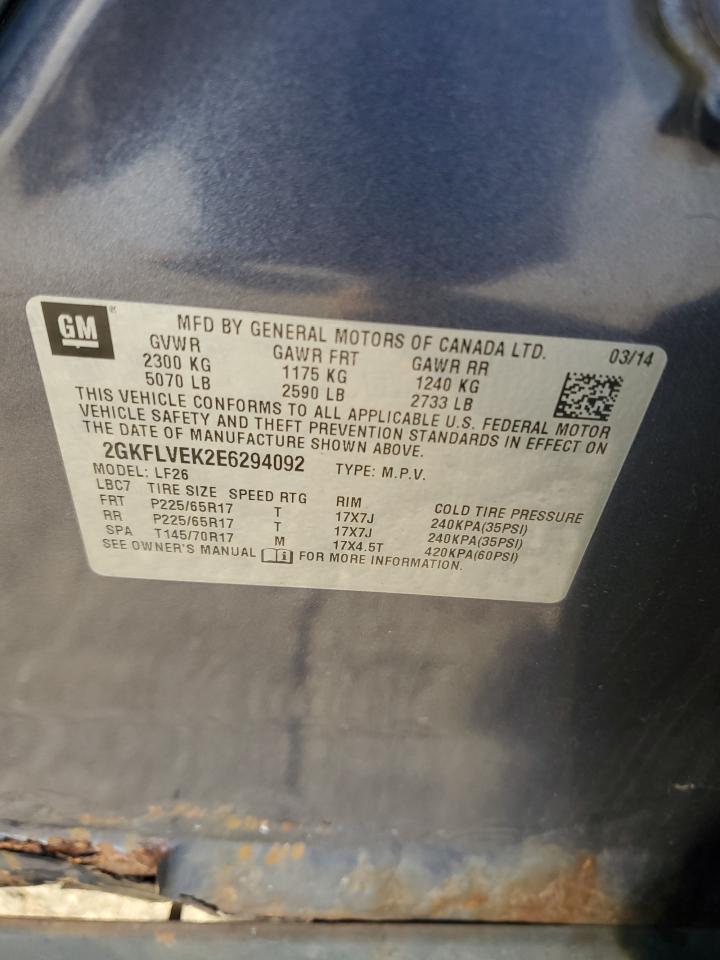 GM ®
MFD BY GENERAL MOTORS OF CANADA LTD. 03/14
GVWR GAWR FRT GAWR RR
2300 KG 1175 KG 1240 KG
5070 LB 2590 LB 2733 LB
THIS VEHICLE CONFORMS TO ALL APPLICABLE U.S. FEDERAL MOTOR
VEHICLE SAFETY AND THEFT PREVENTION STANDARDS IN EFFECT ON
THE DATE OF MANUFACTURE SHOWN ABOVE.
2GKFLVEK2E6294092 TYPE: M.P.V.
MODEL: LF26
LBC7 TIRE SIZE SPEED RTG RIM COLD TIRE PRESSURE
FRT P225/65R17 T 17X7J 240KPA(35PSI)
RR P225/65R17 T 17X7J 240KPA(35PSI)
SPA T145/70R17 M 17X4.5T 420KPA(60PSI)
SEE OWNER'S MANUAL FOR MORE INFORMATION.